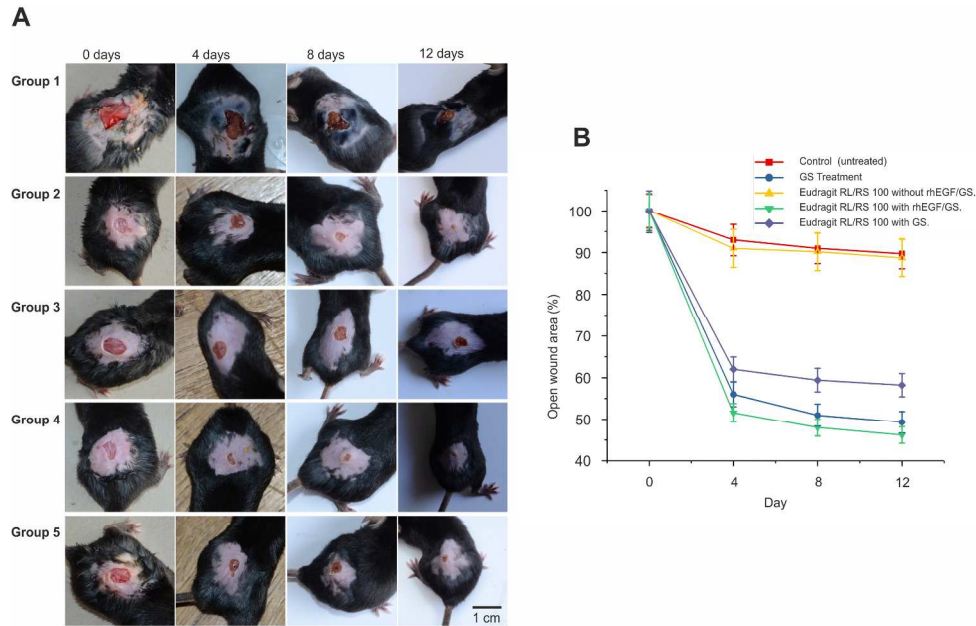 A
0 days 4 days 8 days 12 days
Group 1
Group 2
Group 3
Group 4
Group 5
1 cm
B
Control (untreated)
GS Treatment
Eudragit RL/RS 100 without rhEGF/GS.
Eudragit RL/RS 100 with rhEGF/GS.
Eudragit RL/RS 100 with GS.
Open wound area (%)
100
90
80
70
60
50
40
0 4 8 12
Day